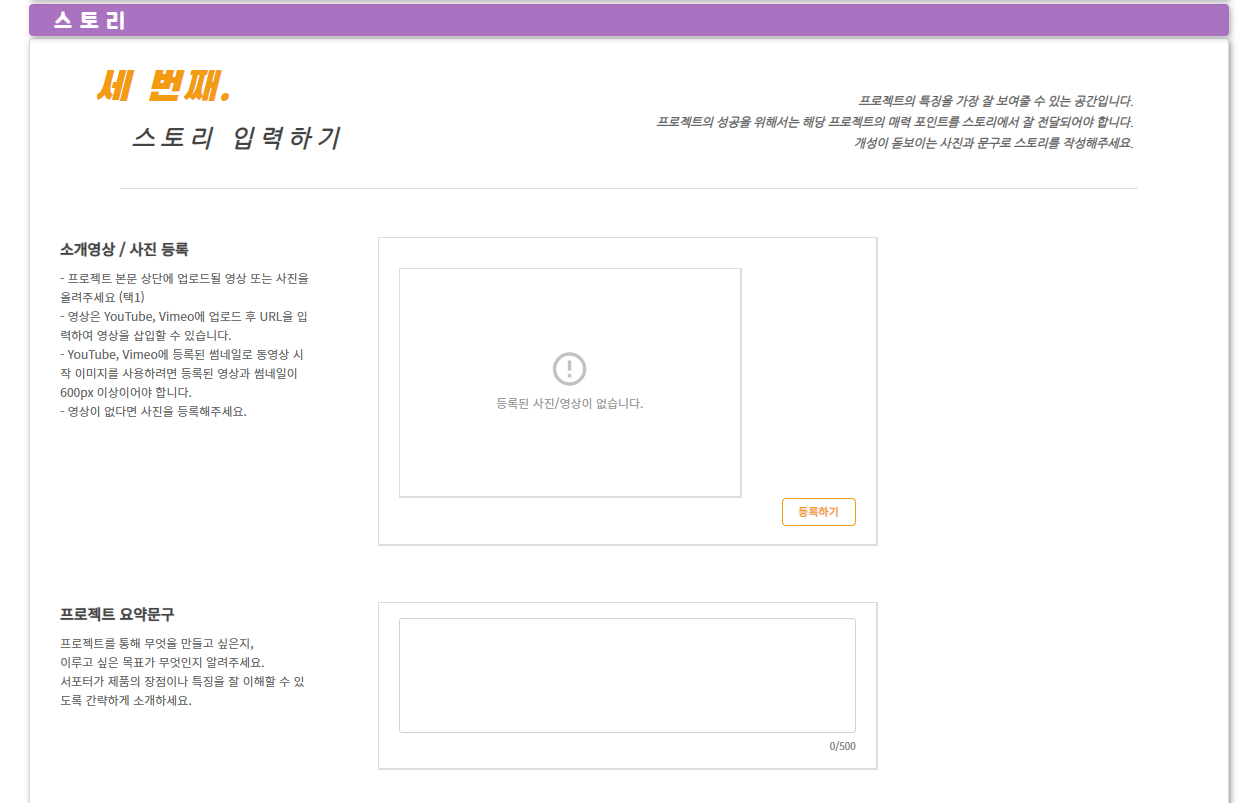 스토리
세 번째.
스토리 입력하기
프로젝트의 특징을 가장 잘 보여줄 수 있는 공간입니다.
프로젝트의 성공을 위해서는 해당 프로젝트의 매력 포인트를 스토리에서 잘 전달되어야 합니다.
개성이 돋보이는 사진과 문구로 스토리를 작성해주세요.
소개영상 / 사진 등록
- 프로젝트 본문 상단에 업로드될 영상 또는 사진을
올려주세요 (택1)
- 영상은 YouTube, Vimeo에 업로드 후 URL을 입
력하여 영상을 삽입할 수 있습니다.
- YouTube, Vimeo에 등록된 썸네일로 동영상 시
작 이미지를 사용하려면 등록된 영상과 썸네일이
600px 이상이어야 합니다.
- 영상이 없다면 사진을 등록해주세요.
등록된 사진/영상이 없습니다.
등록하기
프로젝트 요약문구
프로젝트를 통해 무엇을 만들고 싶은지,
이루고 싶은 목표가 무엇인지 알려주세요.
서포터가 제품의 장점이나 특징을 잘 이해할 수 있
도록 간략하게 소개하세요.
0/500